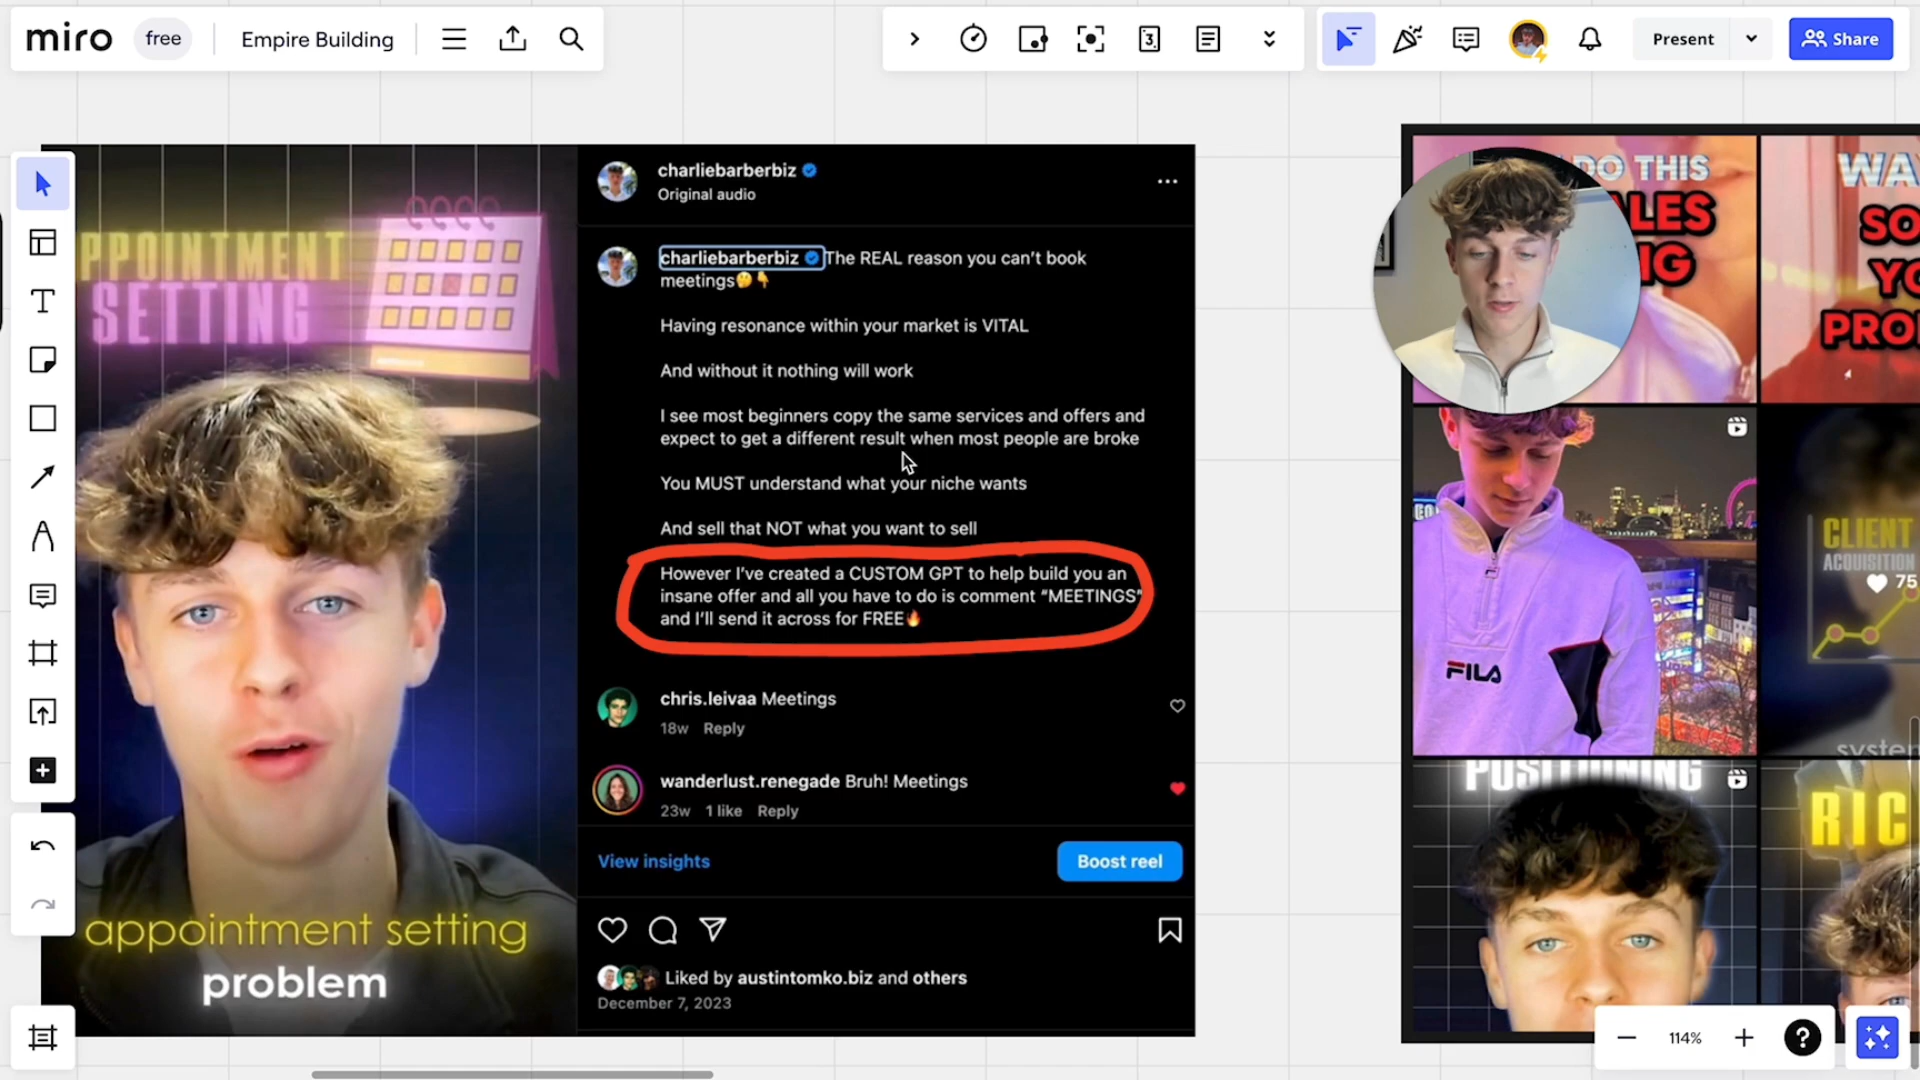 miro
free
Empire Building
3
Present
Share
PPOINTMENT
SETTING
appointment setting
problem
charliebarberbiz
Original audio
charliebarberbiz The REAL reason you can't book
meetings🤔👇
Having resonance within your market is VITAL
And without it nothing will work
I see most beginners copy the same services and offers and
expect to get a different result when most people are broke
You MUST understand what your niche wants
And sell that NOT what you want to sell
However I've created a CUSTOM GPT to help build you an
insane offer and all you have to do is comment "MEETINGS"
and I'll send it across for FREE🔥
chris.leivaa Meetings
18w Reply
wanderlust.renegade Bruh! Meetings
23w 1 like Reply
View insights
Boost reel
Liked by austintomko.biz and others
December 7, 2023
DO THIS
LES
IG
WA
SO
YO
PRO
FILA
CLIENT
ACQUISITION
75
system
POSITIONING
RIC
114%
?